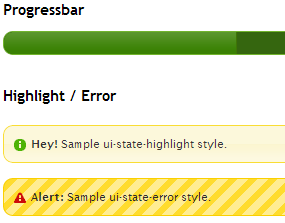 Progressbar
Highlight / Error
Hey! Sample ui-state-highlight style.
Alert: Sample ui-state-error style.